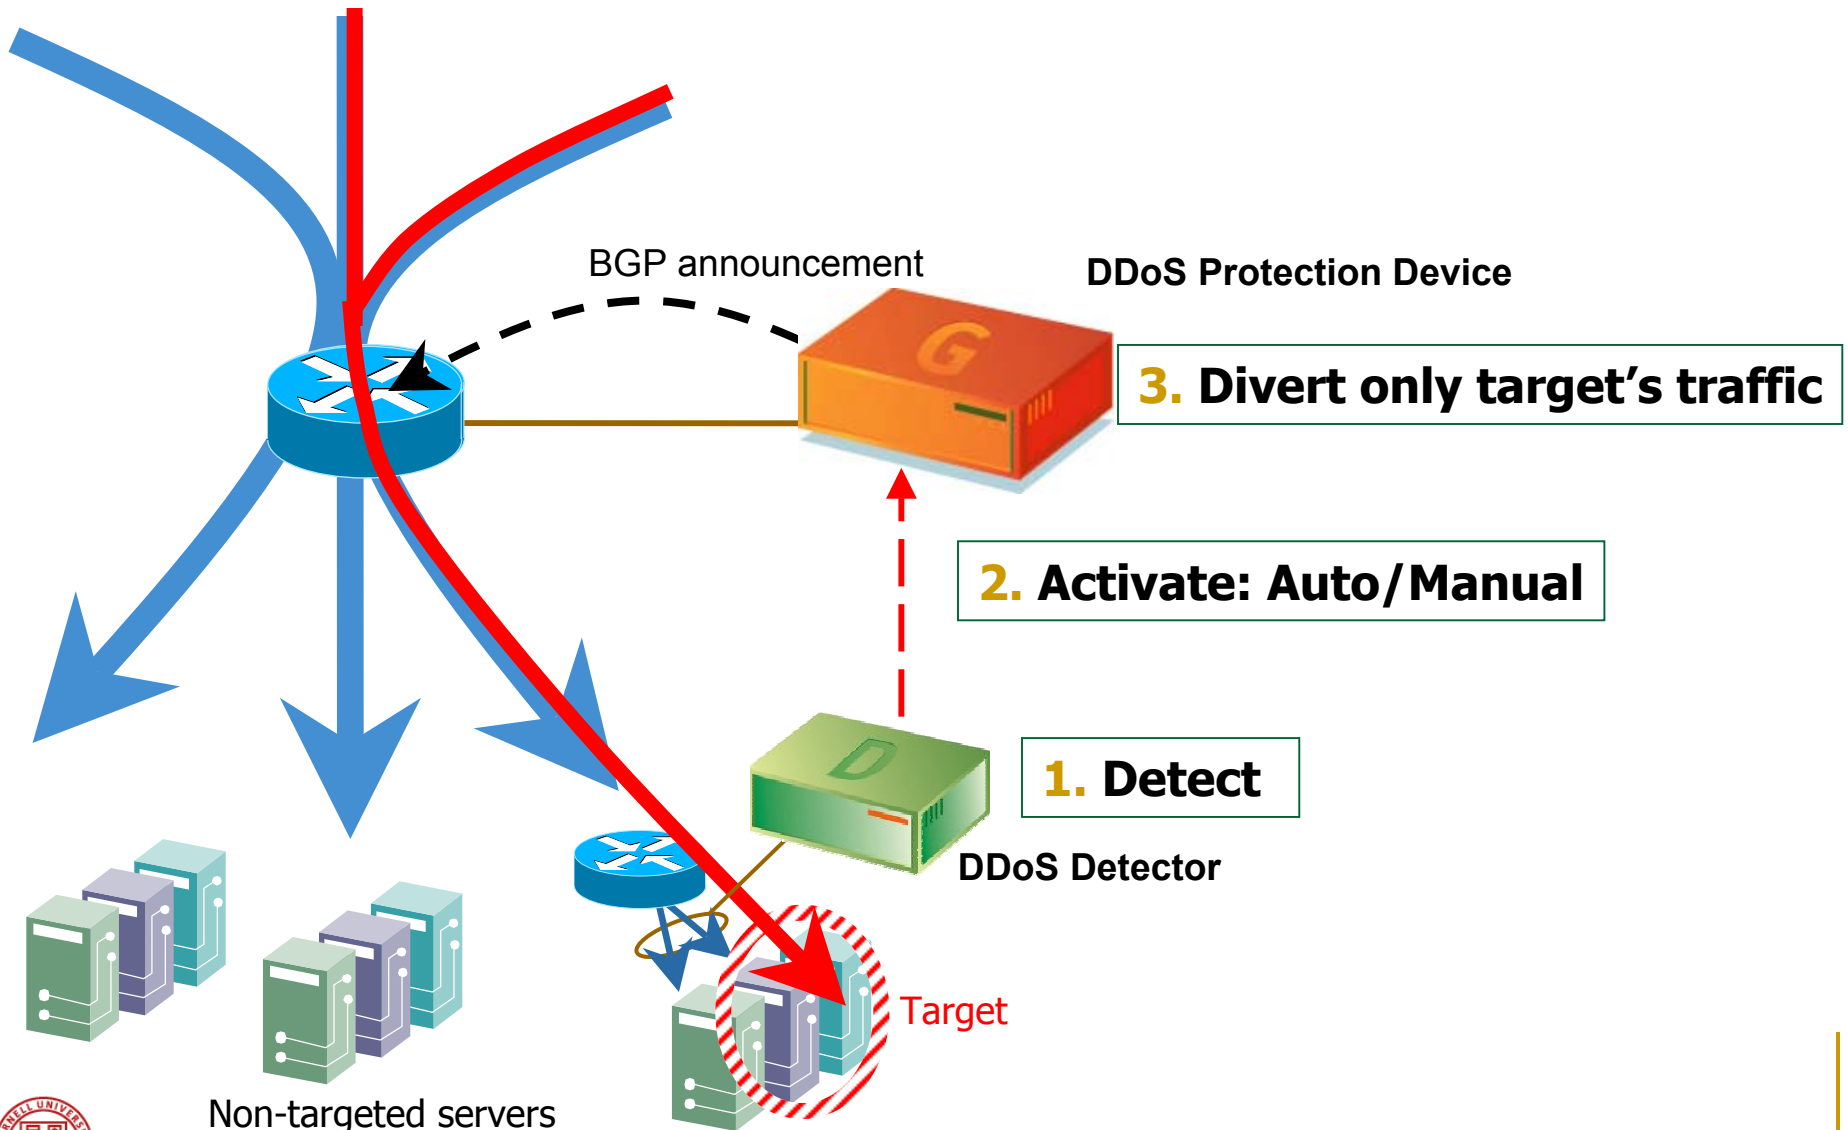 BGP announcement
DDoS Protection Device
G
3. Divert only target’s traffic
2. Activate: Auto/Manual
D
1. Detect
DDoS Detector
Target
Non-targeted servers